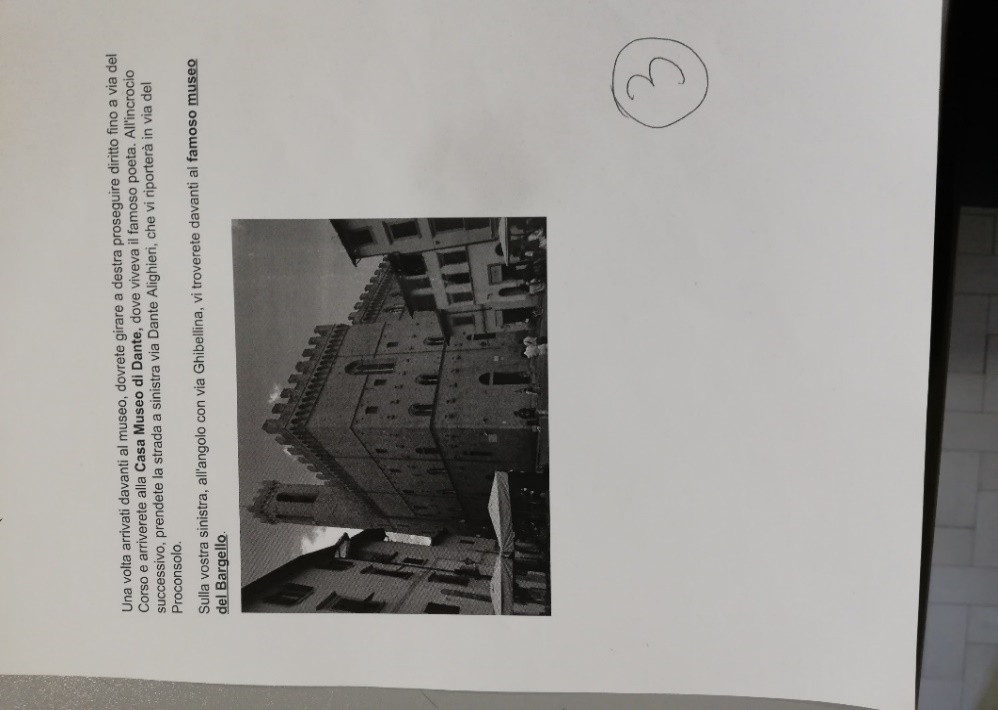 Una volta arrivati davanti al museo, dovrete girare a destra proseguire diritto fino a via del
Corso e arriverete alla Casa Museo di Dante, dove viveva il famoso poeta. All'incrocio
successivo, prendete la strada a sinistra via Dante Alighieri, che vi riporterà in via del
Proconsolo.
Sulla vostra sinistra, all'angolo con via Ghibellina, vi troverete davanti al famoso museo
del Bargello.
3